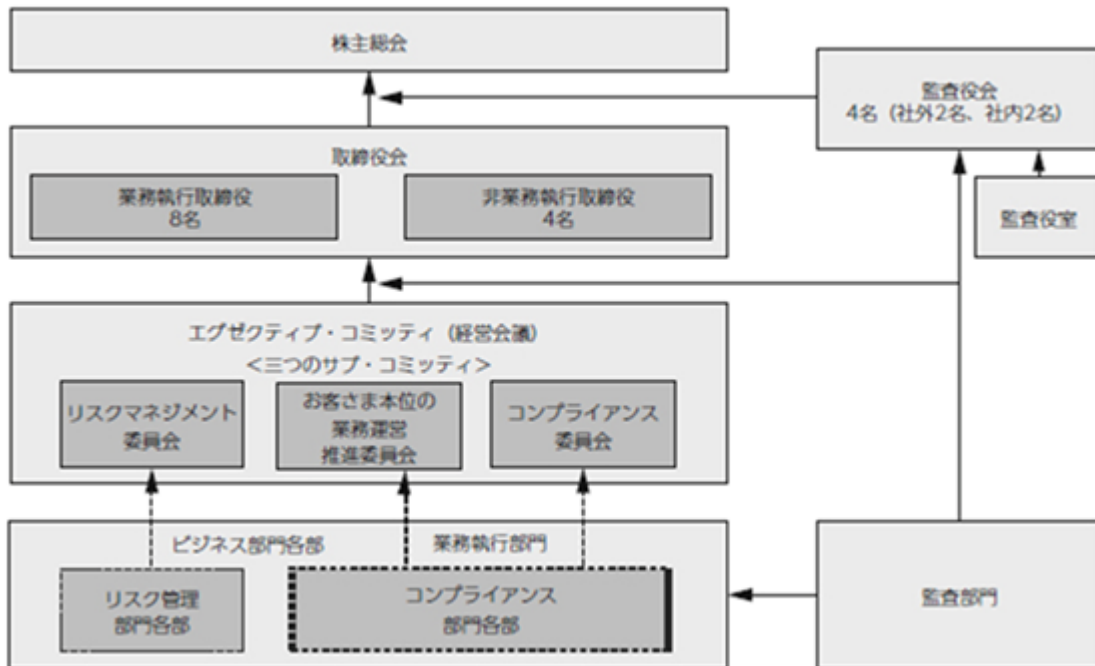 株主総会
監査役会
4名（社外2名、社内2名）
取締役会
業務執行取締役
8名
非業務執行取締役
4名
監査役室
エグゼクティブ・コミッティ（経営会議）
＜三つのサブ・コミッティ＞
リスクマネジメント
委員会
お客さま本位の
業務運営
推進委員会
コンプライアンス
委員会
ビジネス部門各部
業務執行部門
リスク管理
部門各部
コンプライアンス
部門各部
監査部門